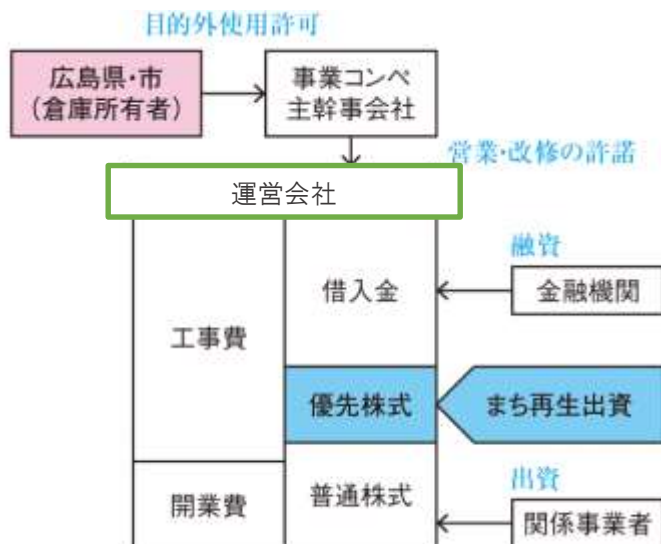 目的外使用許可
広島県・市
(倉庫所有者)
事業コンペ
主幹事会社
営業・改修の許諾
運営会社
融資
借入金
金融機関
工事費
優先株式
まち再生出資
出資
普通株式
開業費
関係事業者